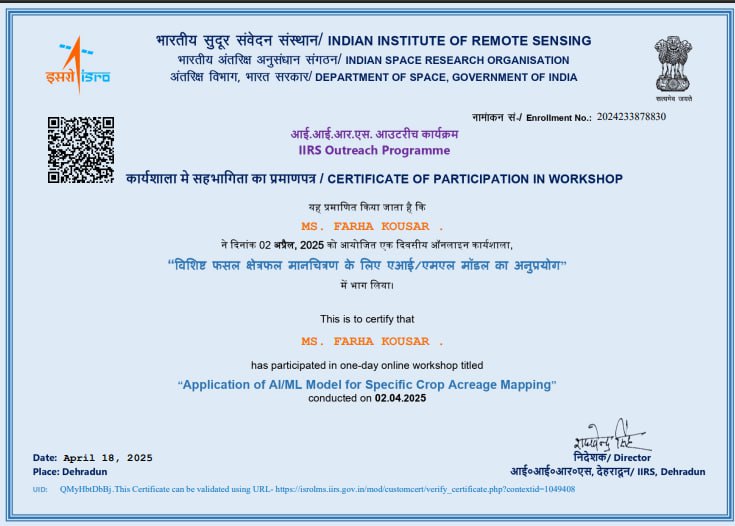 भारतीय सुदूर संवेदन संस्थान/ INDIAN INSTITUTE OF REMOTE SENSING
भारतीय अंतरिक्ष अनुसंधान संगठन/ INDIAN SPACE RESEARCH ORGANISATION
अंतरिक्ष विभाग, भारत सरकार/ DEPARTMENT OF SPACE, GOVERNMENT OF INDIA
इसरो isro
सत्यमेव जयते
नामांकन सं०/ Enrollment No.: 2024233878830
आई.आई.आर.एस. आउटरीच कार्यक्रम
IIRS Outreach Programme
कार्यशाला मे सहभागिता का प्रमाणपत्र / CERTIFICATE OF PARTICIPATION IN WORKSHOP
यह प्रमाणित किया जाता है कि
MS. FARHA KOUSAR .
ने दिनांक 02 अप्रैल, 2025 को आयोजित एक दिवसीय ऑनलाइन कार्यशाला,
“विशिष्ट फसल क्षेत्रफल मानचित्रण के लिए एआई/एमएल मॉडल का अनुप्रयोग”
में भाग लिया।
This is to certify that
MS. FARHA KOUSAR .
has participated in one-day online workshop titled
“Application of AI/ML Model for Specific Crop Acreage Mapping”
conducted on 02.04.2025
निदेशक/ Director
आई०आई०आर०एस, देहरादून/ IIRS, Dehradun
Date: April 18, 2025
Place: Dehradun
UID: QMyHbtDbBj.This Certificate can be validated using URL- https://isrolms.iirs.gov.in/mod/customcert/verify_certificate.php?contextid=1049408